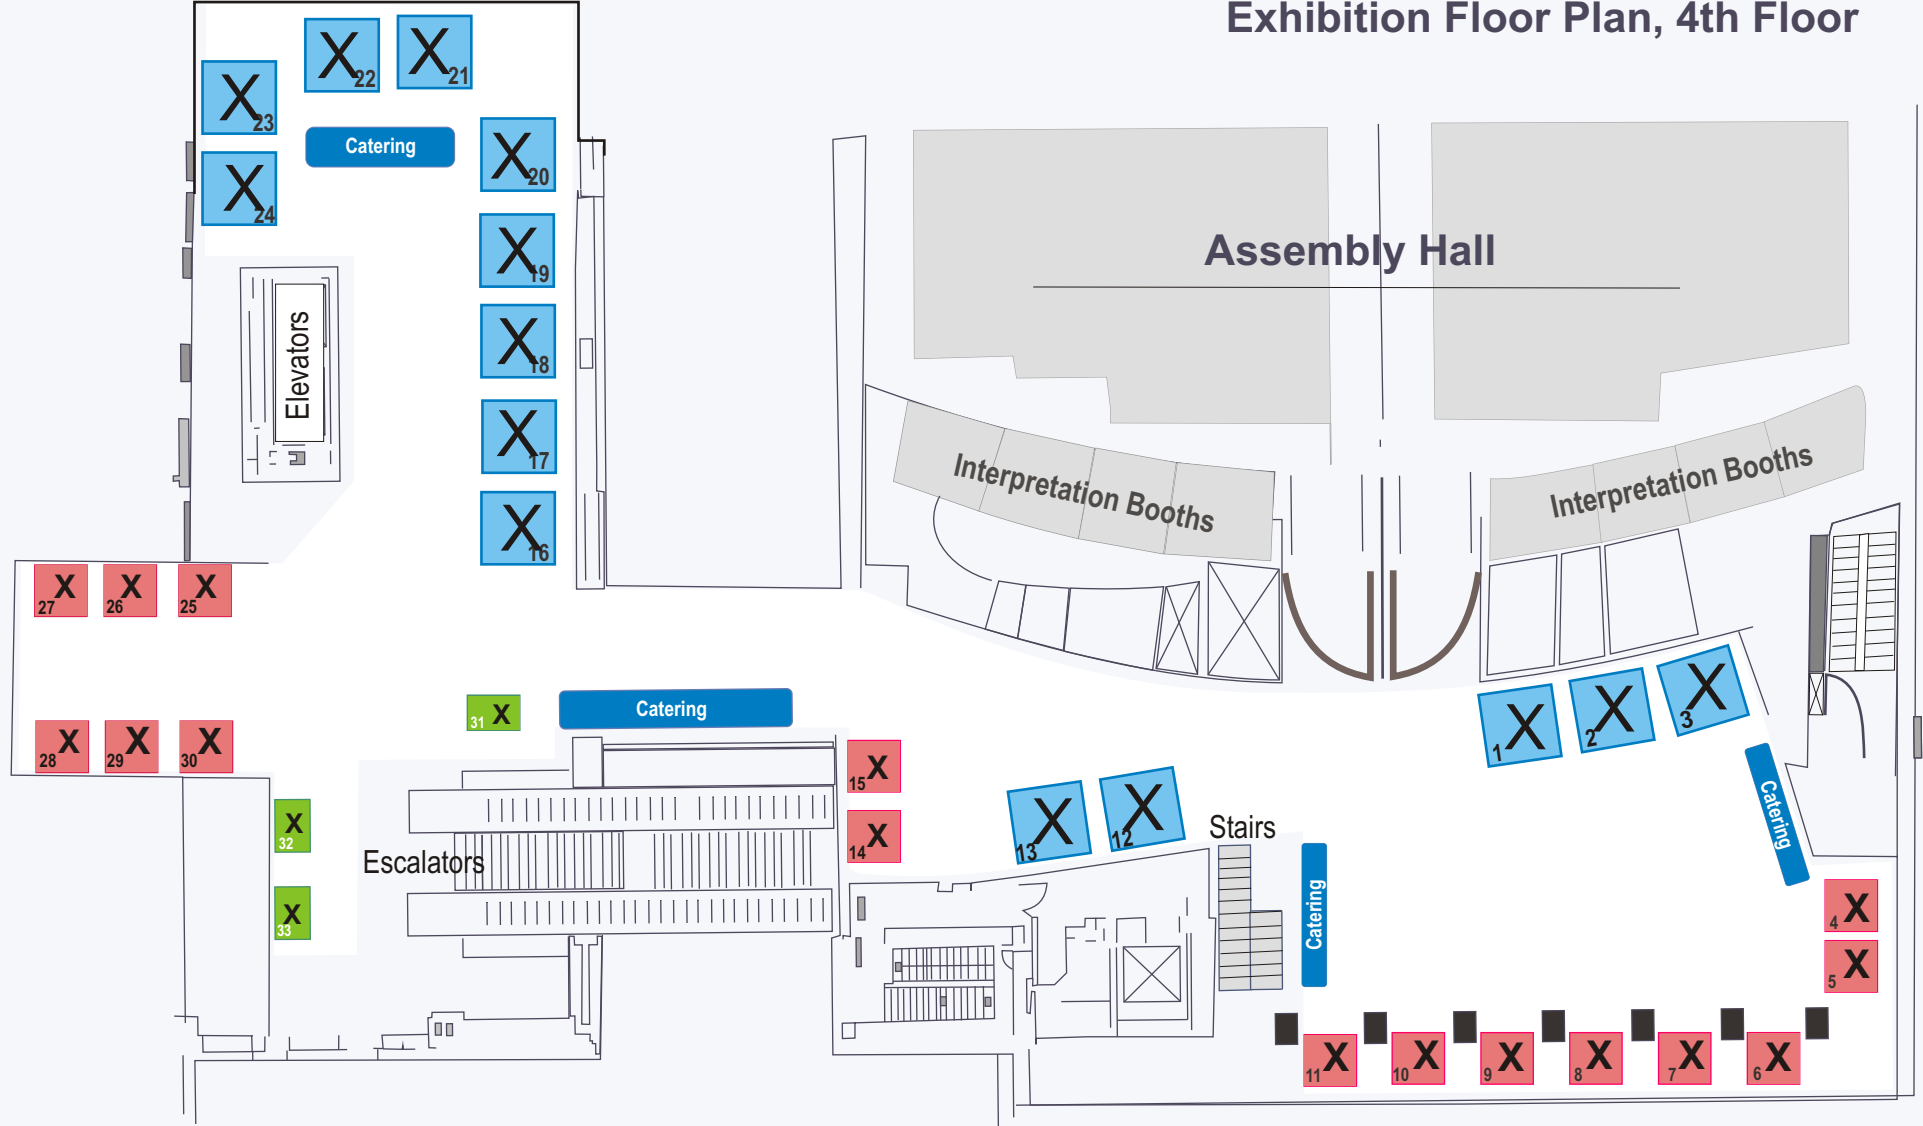 Exhibition Floor Plan, 4th Floor
X 22
X 21
X 23
Catering
X 20
X 24
X 19
Assembly Hall
Elevators
X 18
X 17
Interpretation Booths
Interpretation Booths
X 16
27 X
26 X
25 X
31 X
Catering
1 X
2 X
3 X
28 X
29 X
30 X
15 X
14 X
13 X
12 X
Stairs
Catering
X 32
Escalators
X 33
Catering
4 X
5 X
11 X
10 X
9 X
8 X
7 X
6 X